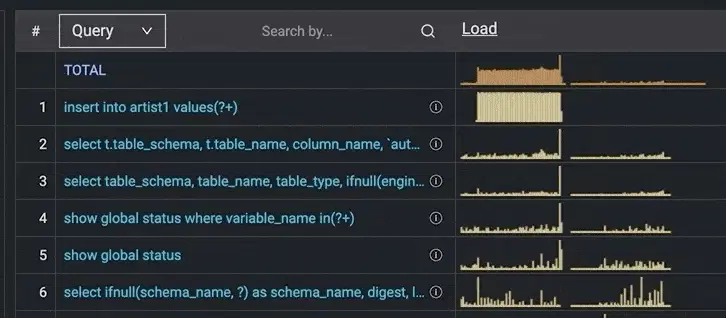 # Query Search by... Load
TOTAL
1 insert into artist1 values(?+)
2 select t.table_schema, t.table_name, column_name, `aut...
3 select table_schema, table_name, table_type, ifnull(engin...
4 show global status where variable_name in(?+)
5 show global status
6 select ifnull(schema_name, ?) as schema_name, digest, l...